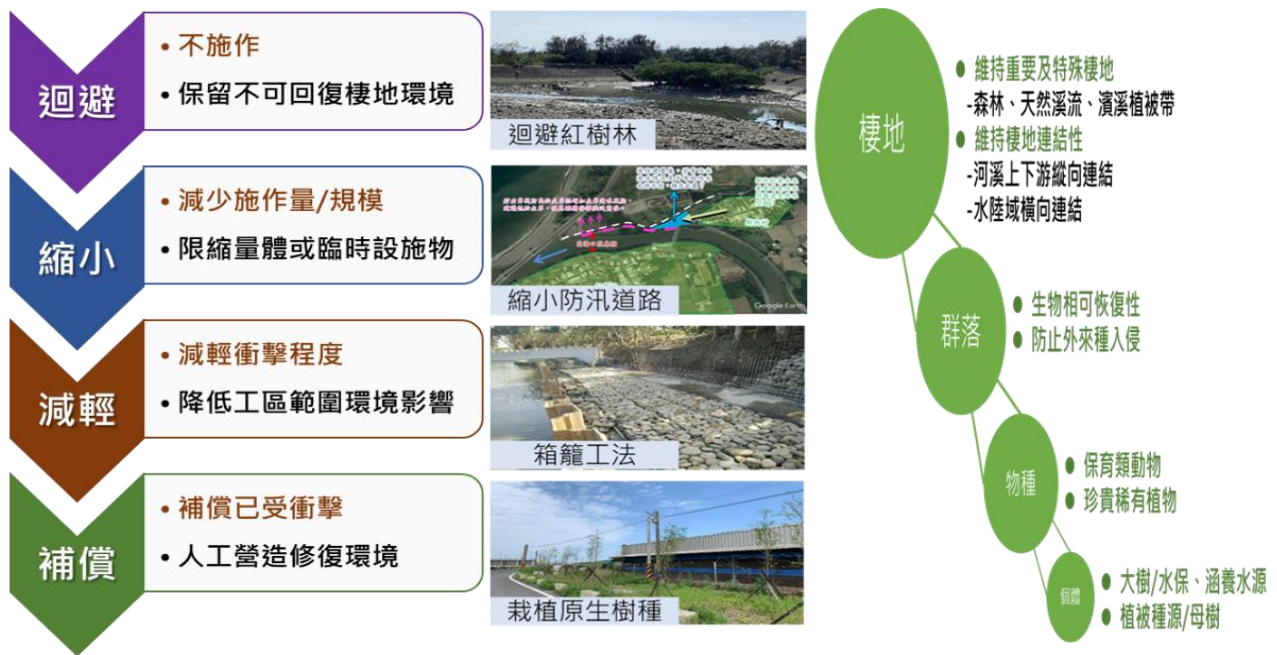 迴避
• 不施作
• 保留不可回復棲地環境
迴避紅樹林
縮小
• 減少施作量/規模
• 限縮量體或臨時設施物
縮小防汛道路
Google Earth
減輕
• 減輕衝擊程度
• 降低工區範圍環境影響
箱籠工法
補償
• 補償已受衝擊
• 人工營造修復環境
栽植原生樹種
棲地
● 維持重要及特殊棲地
-森林、天然溪流、濱溪植被帶
● 維持棲地連結性
-河溪上下游縱向連結
-水陸域橫向連結
群落
● 生物相可恢復性
● 防止外來種入侵
物種
● 保育類動物
● 珍貴稀有植物
個體
● 大樹/水保、涵養水源
● 植被種源/母樹